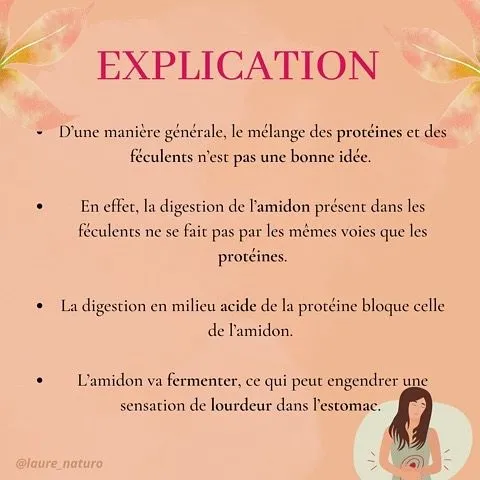 EXPLICATION
• D'une manière générale, le mélange des protéines et des
féculents n'est pas une bonne idée.
• En effet, la digestion de l'amidon présent dans les
féculents ne se fait pas par les mêmes voies que les
protéines.
• La digestion en milieu acide de la protéine bloque celle
de l'amidon.
• L'amidon va fermenter, ce qui peut engendrer une
sensation de lourdeur dans l'estomac.
@laure_naturo